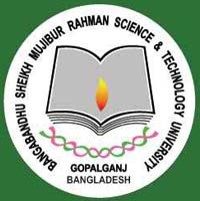 BANGABANDHU SHEIKH MUJIBUR RAHMAN SCIENCE & TECHNOLOGY UNIVERSITY
GOPALGANJ
BANGLADESH